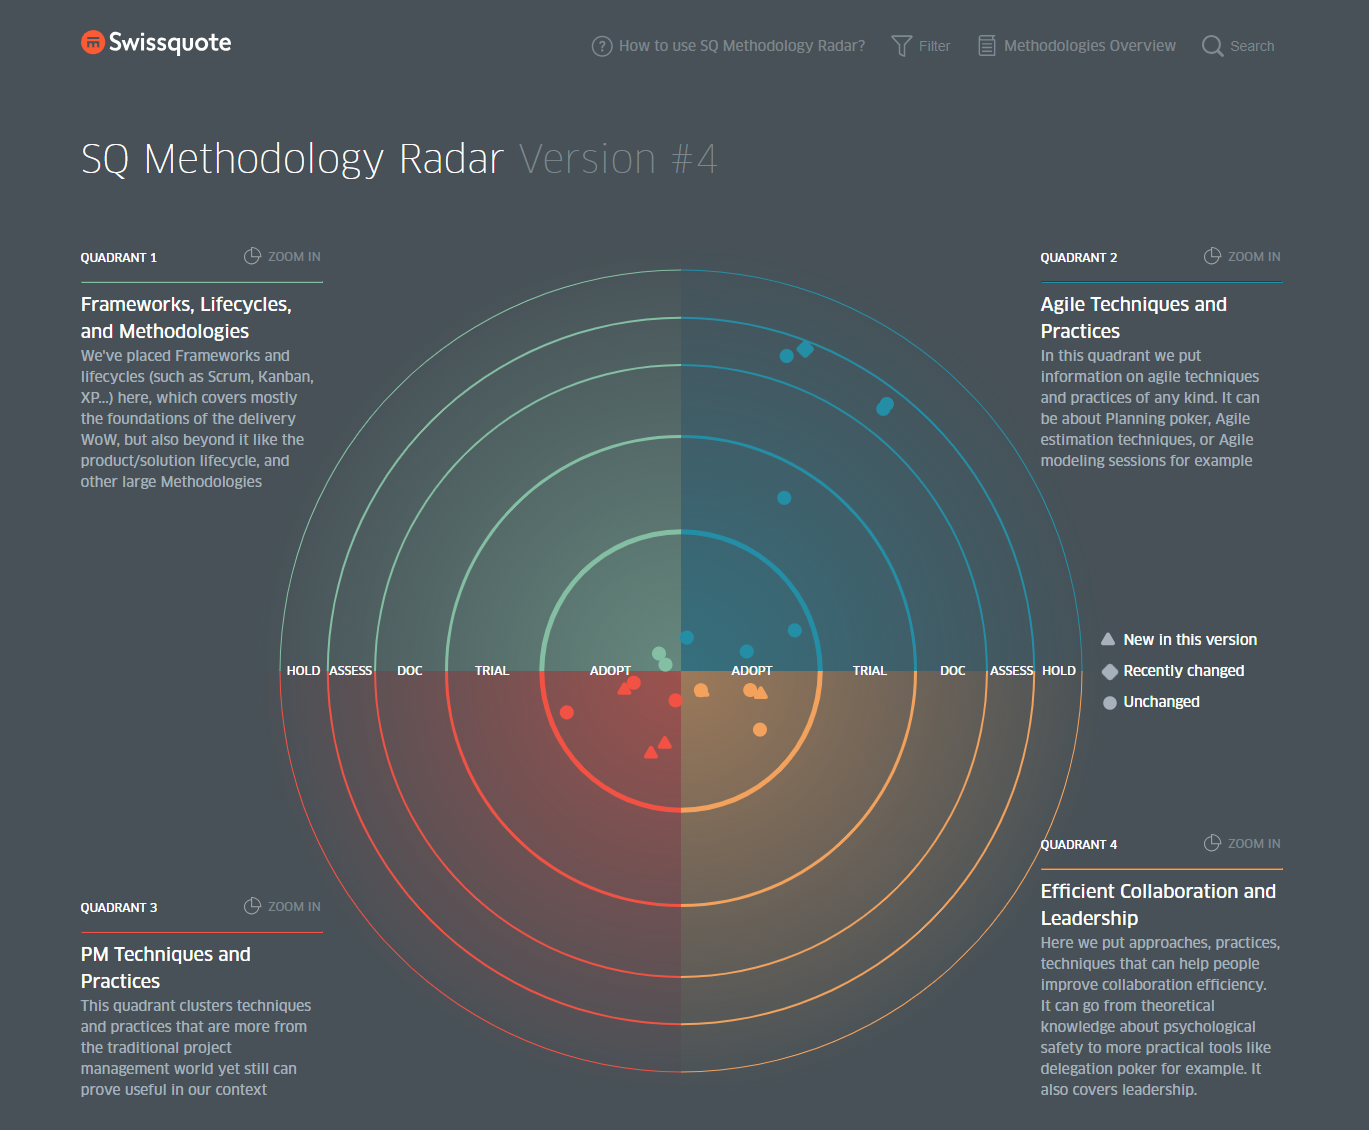 Swissquote
How to use SQ Methodology Radar?
Filter
Methodologies Overview
Search
SQ Methodology Radar Version #4
QUADRANT 1
ZOOM IN
Frameworks, Lifecycles,
and Methodologies
We've placed Frameworks and
lifecycles (such as Scrum, Kanban,
XP...) here, which covers mostly
the foundations of the delivery
WoW, but also beyond it like the
product/solution lifecycle, and
other large Methodologies
QUADRANT 2
ZOOM IN
Agile Techniques and
Practices
In this quadrant we put
information on agile techniques
and practices of any kind. It can
be about Planning poker, Agile
estimation techniques, or Agile
modeling sessions for example
New in this version
Recently changed
Unchanged
HOLD ASSESS DOC TRIAL ADOPT ADOPT TRIAL DOC ASSESS HOLD
QUADRANT 3
ZOOM IN
PM Techniques and
Practices
This quadrant clusters techniques
and practices that are more from
the traditional project
management world yet still can
prove useful in our context
QUADRANT 4
ZOOM IN
Efficient Collaboration and
Leadership
Here we put approaches, practices,
techniques that can help people
improve collaboration efficiency.
It can go from theoretical
knowledge about psychological
safety to more practical tools like
delegation poker for example. It
also covers leadership.